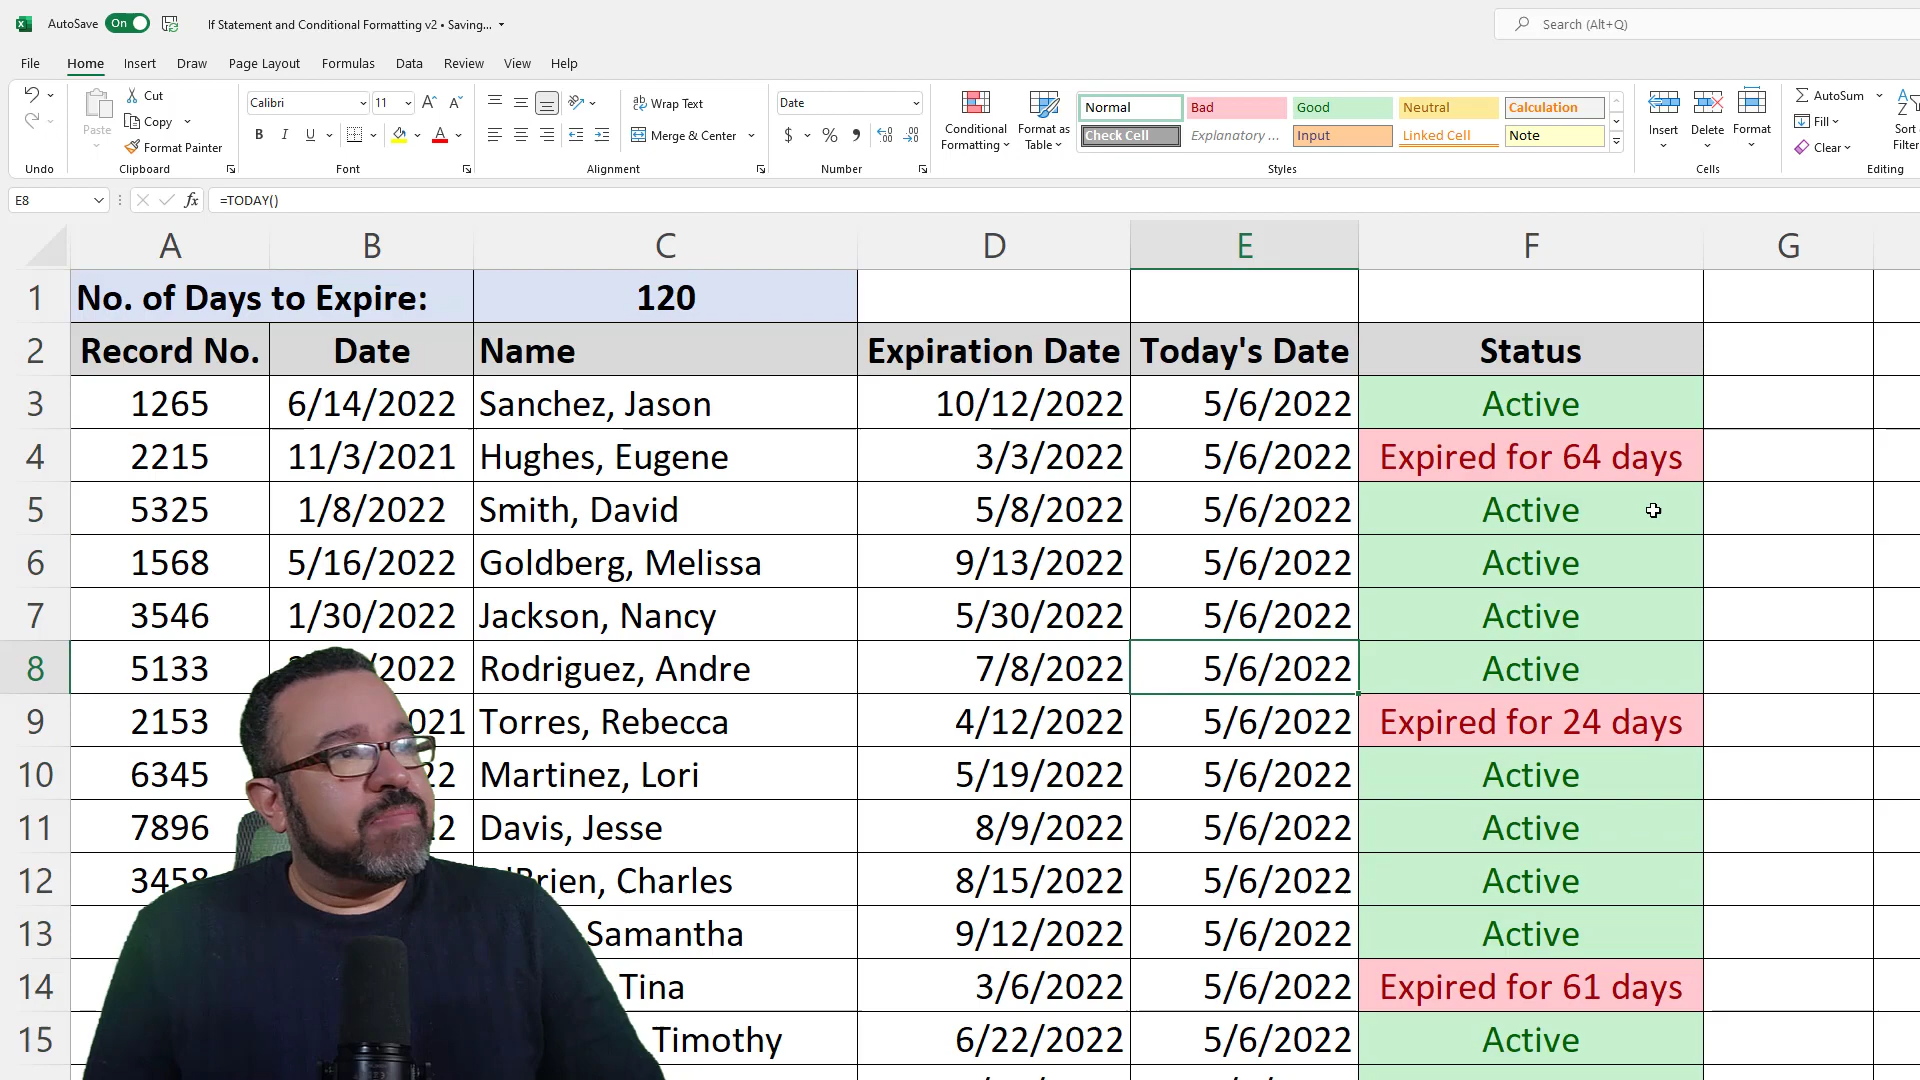 AutoSave On If Statement and Conditional Formatting v2 • Saving... Search (Alt+Q)
File Home Insert Draw Page Layout Formulas Data Review View Help
Paste Cut Copy Format Painter
Calibri 11
B I U A
Wrap Text
Merge & Center
Date
$ % 9
Conditional Formatting
Format as Table
Normal Bad Good Neutral Calculation
Check Cell Explanatory ... Input Linked Cell Note
Insert Delete Format
AutoSum Fill Clear
Sort Filter
Undo Clipboard Font Alignment Number Styles Cells Editing
E8 fx =TODAY()
A B C D E F G
1 No. of Days to Expire: 120
2 Record No. Date Name Expiration Date Today's Date Status
3 1265 6/14/2022 Sanchez, Jason 10/12/2022 5/6/2022 Active
4 2215 11/3/2021 Hughes, Eugene 3/3/2022 5/6/2022 Expired for 64 days
5 5325 1/8/2022 Smith, David 5/8/2022 5/6/2022 Active
6 1568 5/16/2022 Goldberg, Melissa 9/13/2022 5/6/2022 Active
7 3546 1/30/2022 Jackson, Nancy 5/30/2022 5/6/2022 Active
8 5133 /2022 Rodriguez, Andre 7/8/2022 5/6/2022 Active
9 2153 021 Torres, Rebecca 4/12/2022 5/6/2022 Expired for 24 days
10 6345 22 Martinez, Lori 5/19/2022 5/6/2022 Active
11 7896 2 Davis, Jesse 8/9/2022 5/6/2022 Active
12 3458 Brien, Charles 8/15/2022 5/6/2022 Active
13 Samantha 9/12/2022 5/6/2022 Active
14 Tina 3/6/2022 5/6/2022 Expired for 61 days
15 Timothy 6/22/2022 5/6/2022 Active